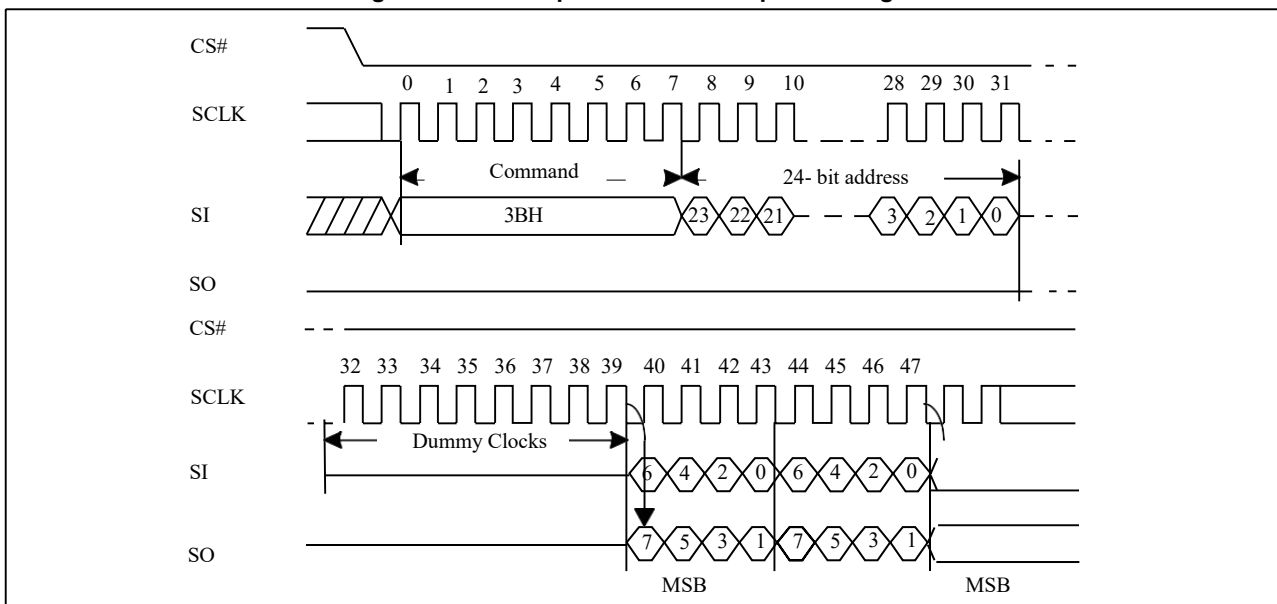 CS#
0 1 2 3 4 5 6 7 8 9 10 28 29 30 31
SCLK
Command 24- bit address
SI 3BH 23 22 21 3 2 1 0
SO
CS#
32 33 34 35 36 37 38 39 40 41 42 43 44 45 46 47
SCLK
Dummy Clocks
SI 6 4 2 0 6 4 2 0
SO 7 5 3 1 7 5 3 1
MSB MSB